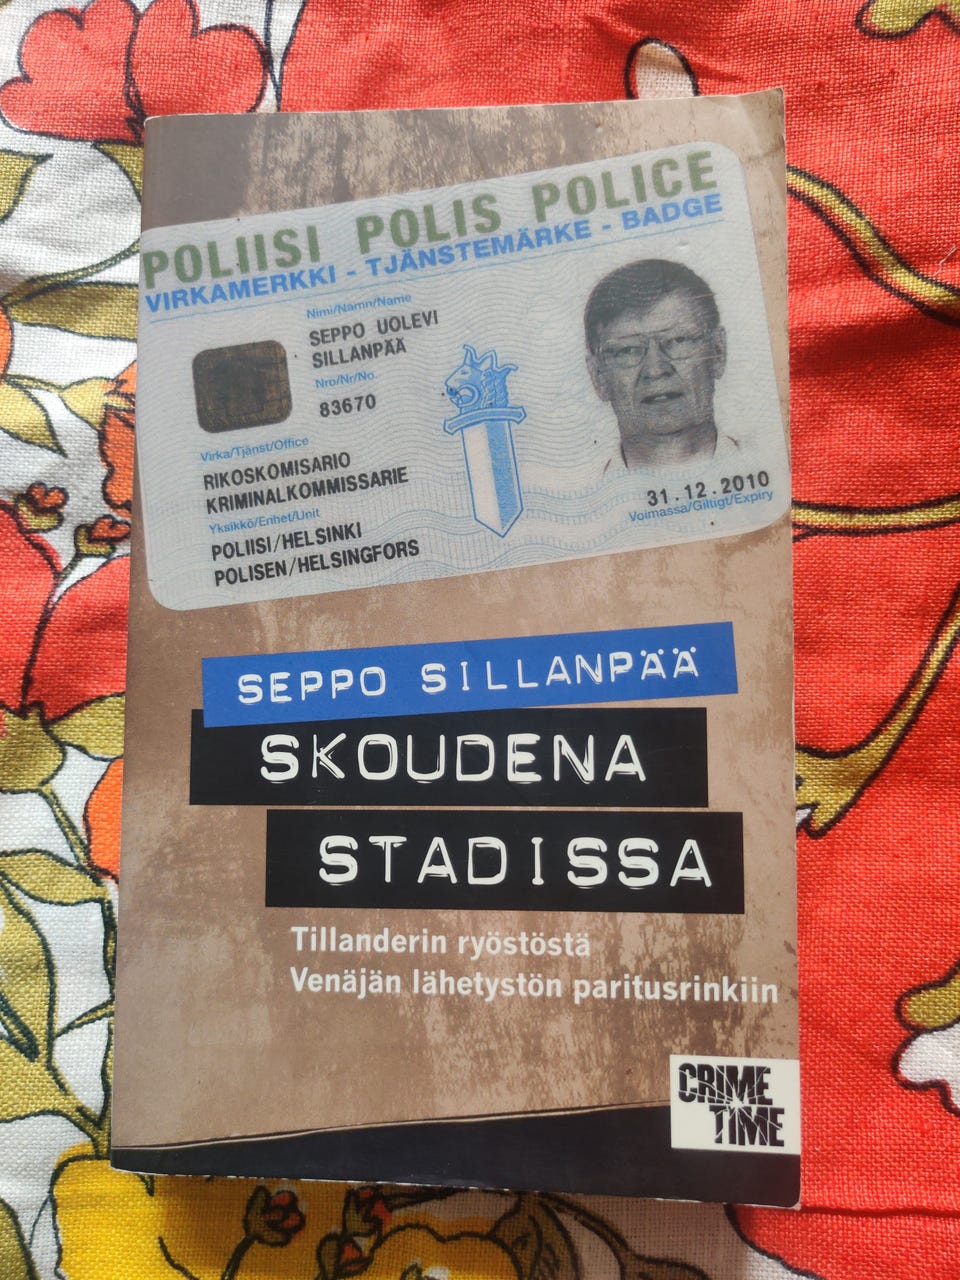 POLIISI POLIS POLICE
VIRKAMERKKI - TJÄNSTEMÄRKE - BADGE
Nimi/Namn/Name
SEPPO UOLEVI
SILLANPÄÄ
Nro/Nr/No.
83670
Virka/Tjänst/Office
RIKOSKOMISARIO
KRIMINALKOMMISSARIE
Yksikkö/Enhet/Unit
POLIISI/HELSINKI
POLISEN/HELSINGFORS
31.12.2010
Voimassa/Giltigt/Expiry
SEPPO SILLANPÄÄ
SKOUDENA
STADISSA
Tillanderin ryöstöstä
Venäjän lähetystön paritusrinkiin
CRIME
TIME